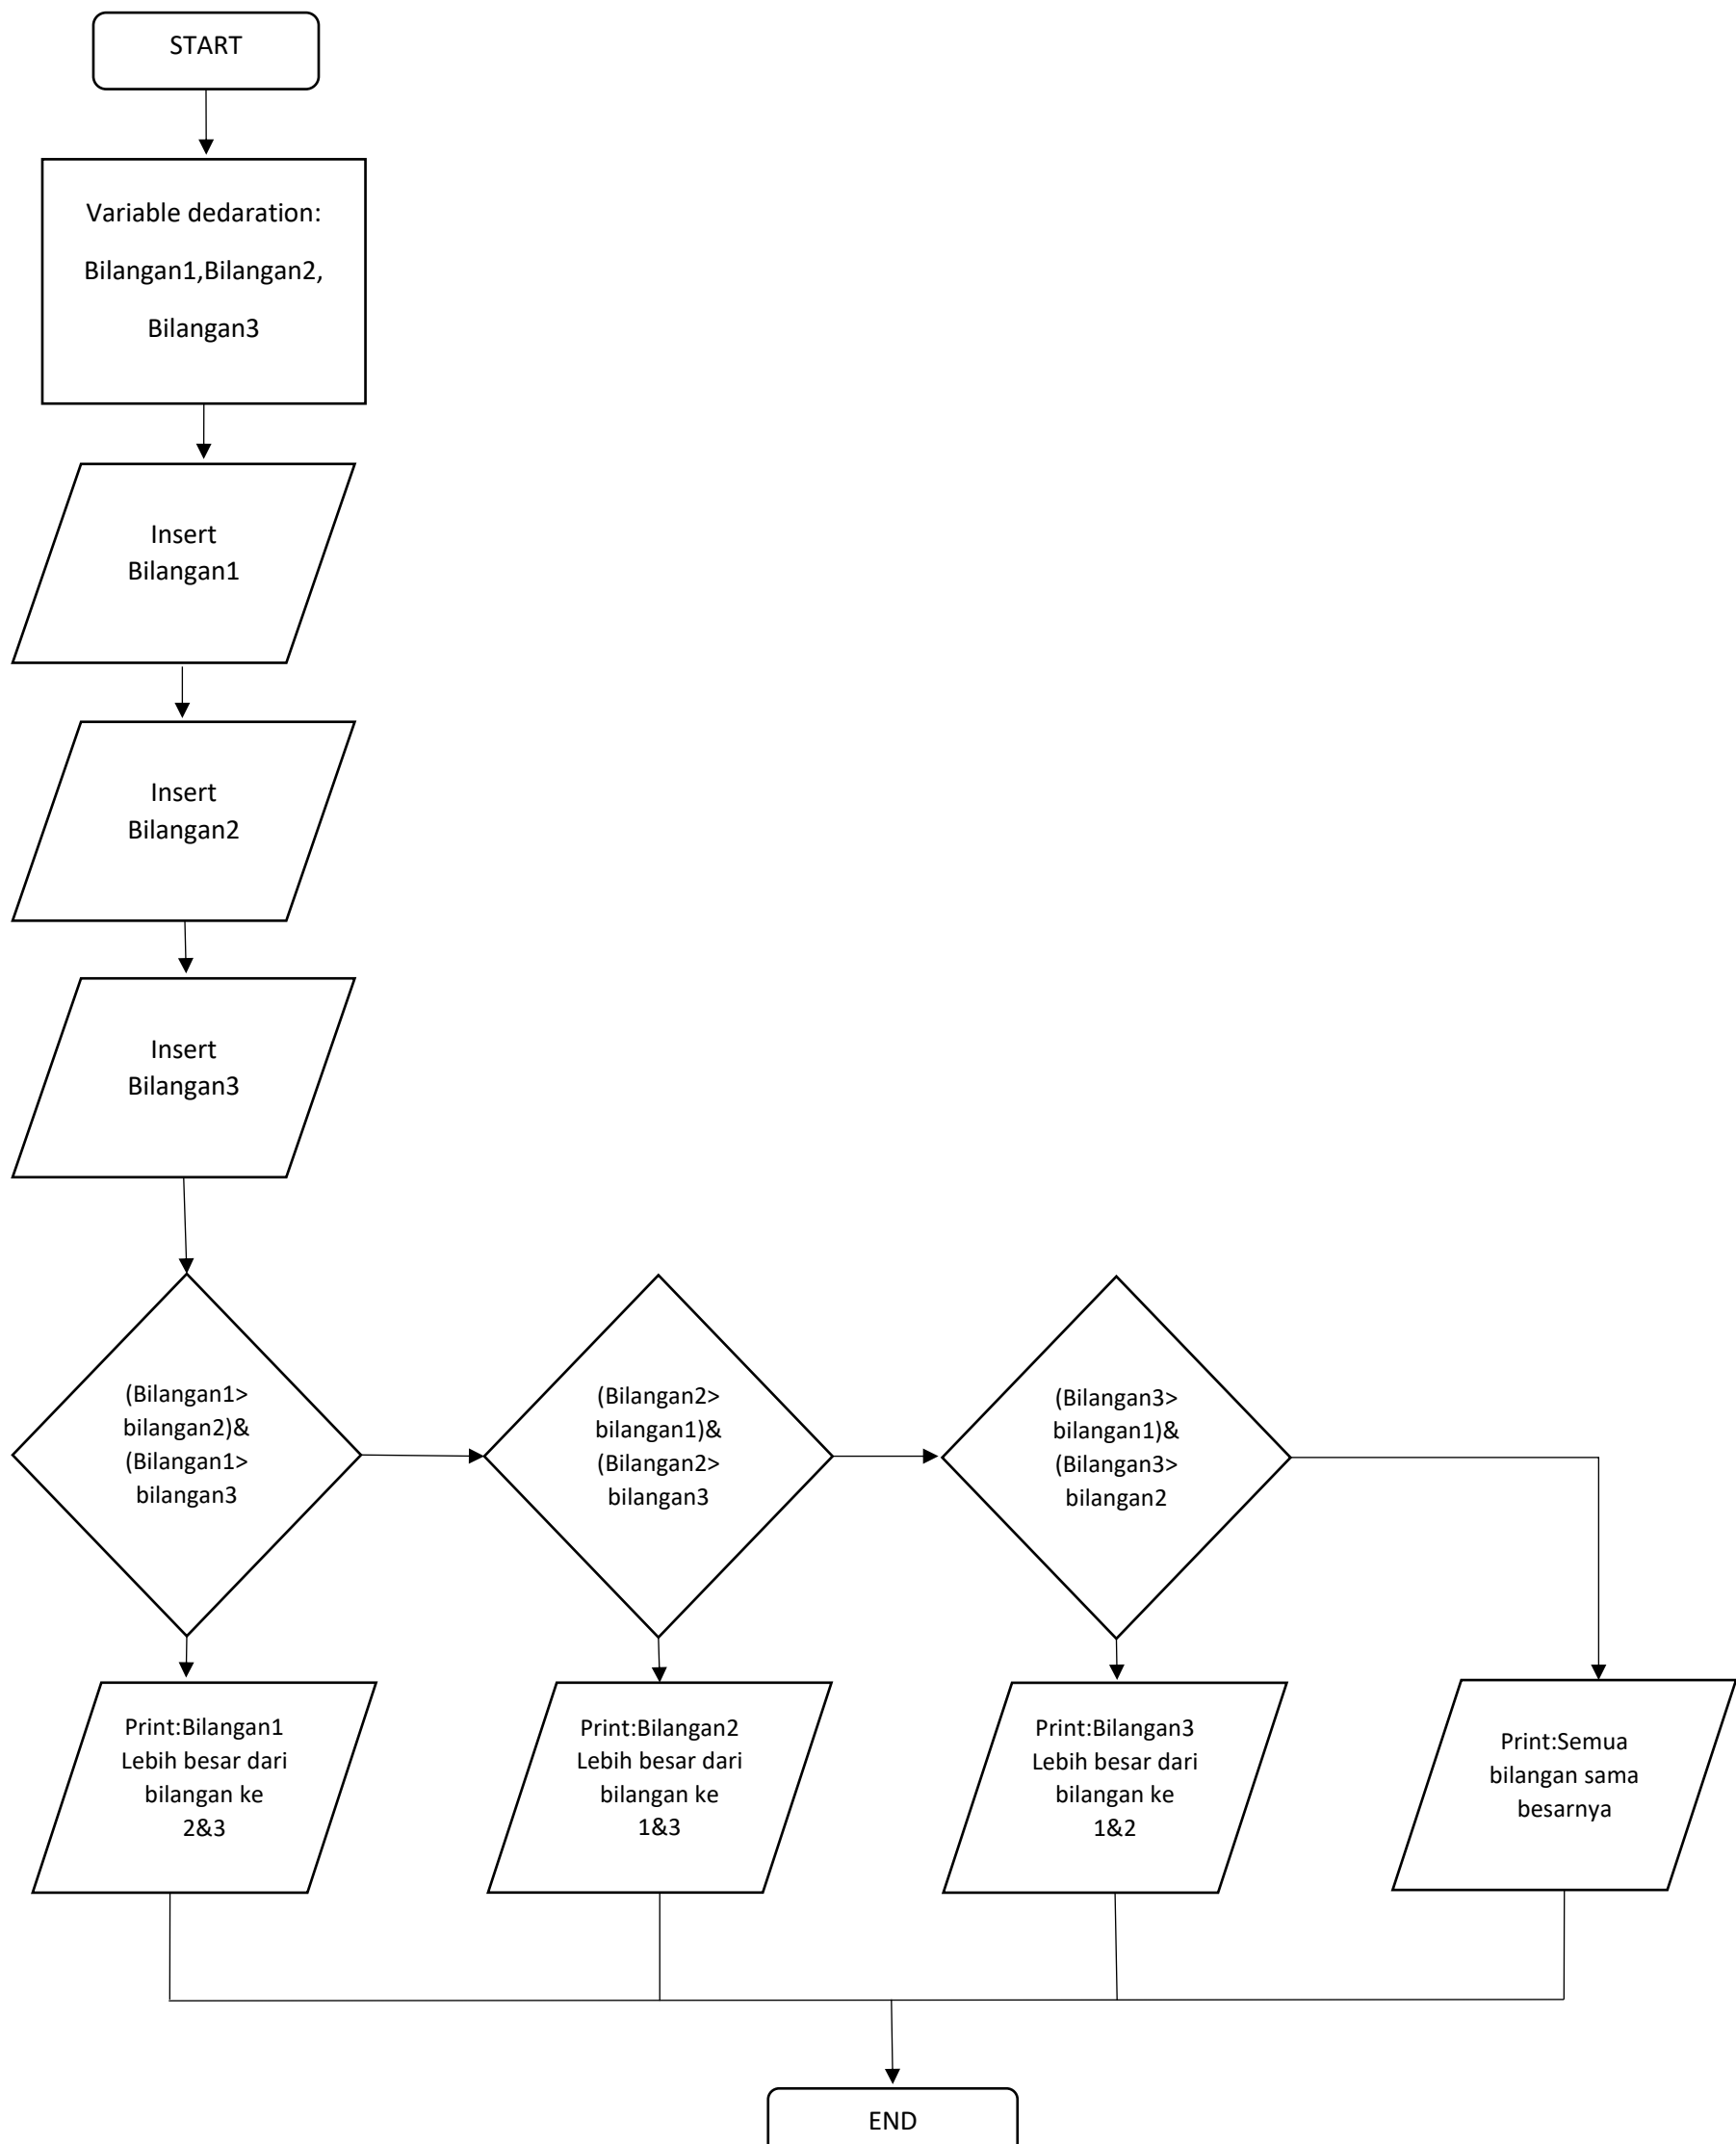 START
Variable dedaration:
Bilangan1,Bilangan2,
Bilangan3
Insert
Bilangan1
Insert
Bilangan2
Insert
Bilangan3
(Bilangan1>
bilangan2)&
(Bilangan1>
bilangan3
(Bilangan2>
bilangan1)&
(Bilangan2>
bilangan3
(Bilangan3>
bilangan1)&
(Bilangan3>
bilangan2
Print:Bilangan1
Lebih besar dari
bilangan ke
2&3
Print:Bilangan2
Lebih besar dari
bilangan ke
1&3
Print:Bilangan3
Lebih besar dari
bilangan ke
1&2
Print:Semua
bilangan sama
besarnya
END